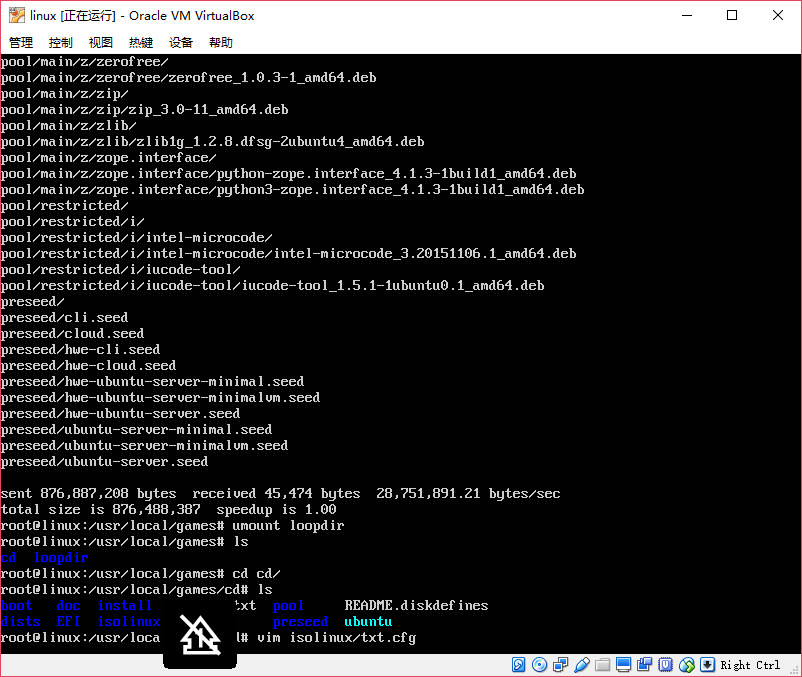 linux [正在运行] - Oracle VM VirtualBox
管理 控制 视图 热键 设备 帮助
pool/main/z/zerofree/
pool/main/z/zerofree/zerofree_1.0.3-1_amd64.deb
pool/main/z/zip/
pool/main/z/zip/zip_3.0-11_amd64.deb
pool/main/z/zlib/
pool/main/z/zlib/zlib1g_1.2.8.dfsg-2ubuntu4_amd64.deb
pool/main/z/zope.interface/
pool/main/z/zope.interface/python-zope.interface_4.1.3-1build1_amd64.deb
pool/main/z/zope.interface/python3-zope.interface_4.1.3-1build1_amd64.deb
pool/restricted/
pool/restricted/i/
pool/restricted/i/intel-microcode/
pool/restricted/i/intel-microcode/intel-microcode_3.20151106.1_amd64.deb
pool/restricted/i/iucode-tool/
pool/restricted/i/iucode-tool/iucode-tool_1.5.1-1ubuntu0.1_amd64.deb
preseed/
preseed/cli.seed
preseed/cloud.seed
preseed/hwe-cli.seed
preseed/hwe-cloud.seed
preseed/hwe-ubuntu-server-minimal.seed
preseed/hwe-ubuntu-server-minimalvm.seed
preseed/hwe-ubuntu-server.seed
preseed/ubuntu-server-minimal.seed
preseed/ubuntu-server-minimalvm.seed
preseed/ubuntu-server.seed
sent 876,887,208 bytes  received 45,474 bytes  28,751,891.21 bytes/sec
total size is 876,488,387  speedup is 1.00
root@linux:/usr/local/games# umount loopdir
root@linux:/usr/local/games# ls
cd  loopdir
root@linux:/usr/local/games# cd cd/
root@linux:/usr/local/games/cd# ls
boot  doc  install  txt  pool  README.diskdefines
dists  EFI  isolinux  preseed  ubuntu
root@linux:/usr/loca d# vim isolinux/txt.cfg
Right Ctrl